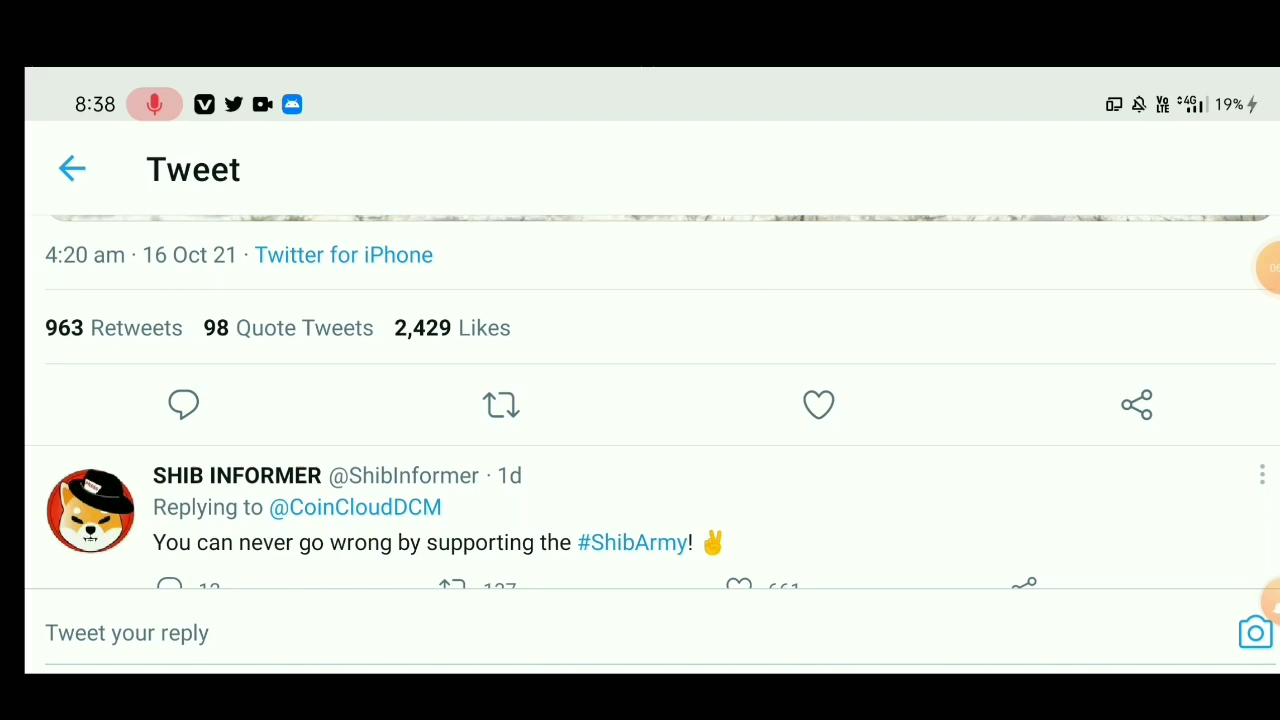 8:38 19%
Tweet
4:20 am · 16 Oct 21 · Twitter for iPhone
963 Retweets 98 Quote Tweets 2,429 Likes
SHIB INFORMER @ShibInformer · 1d
Replying to @CoinCloudDCM
You can never go wrong by supporting the #ShibArmy! ✌
Tweet your reply